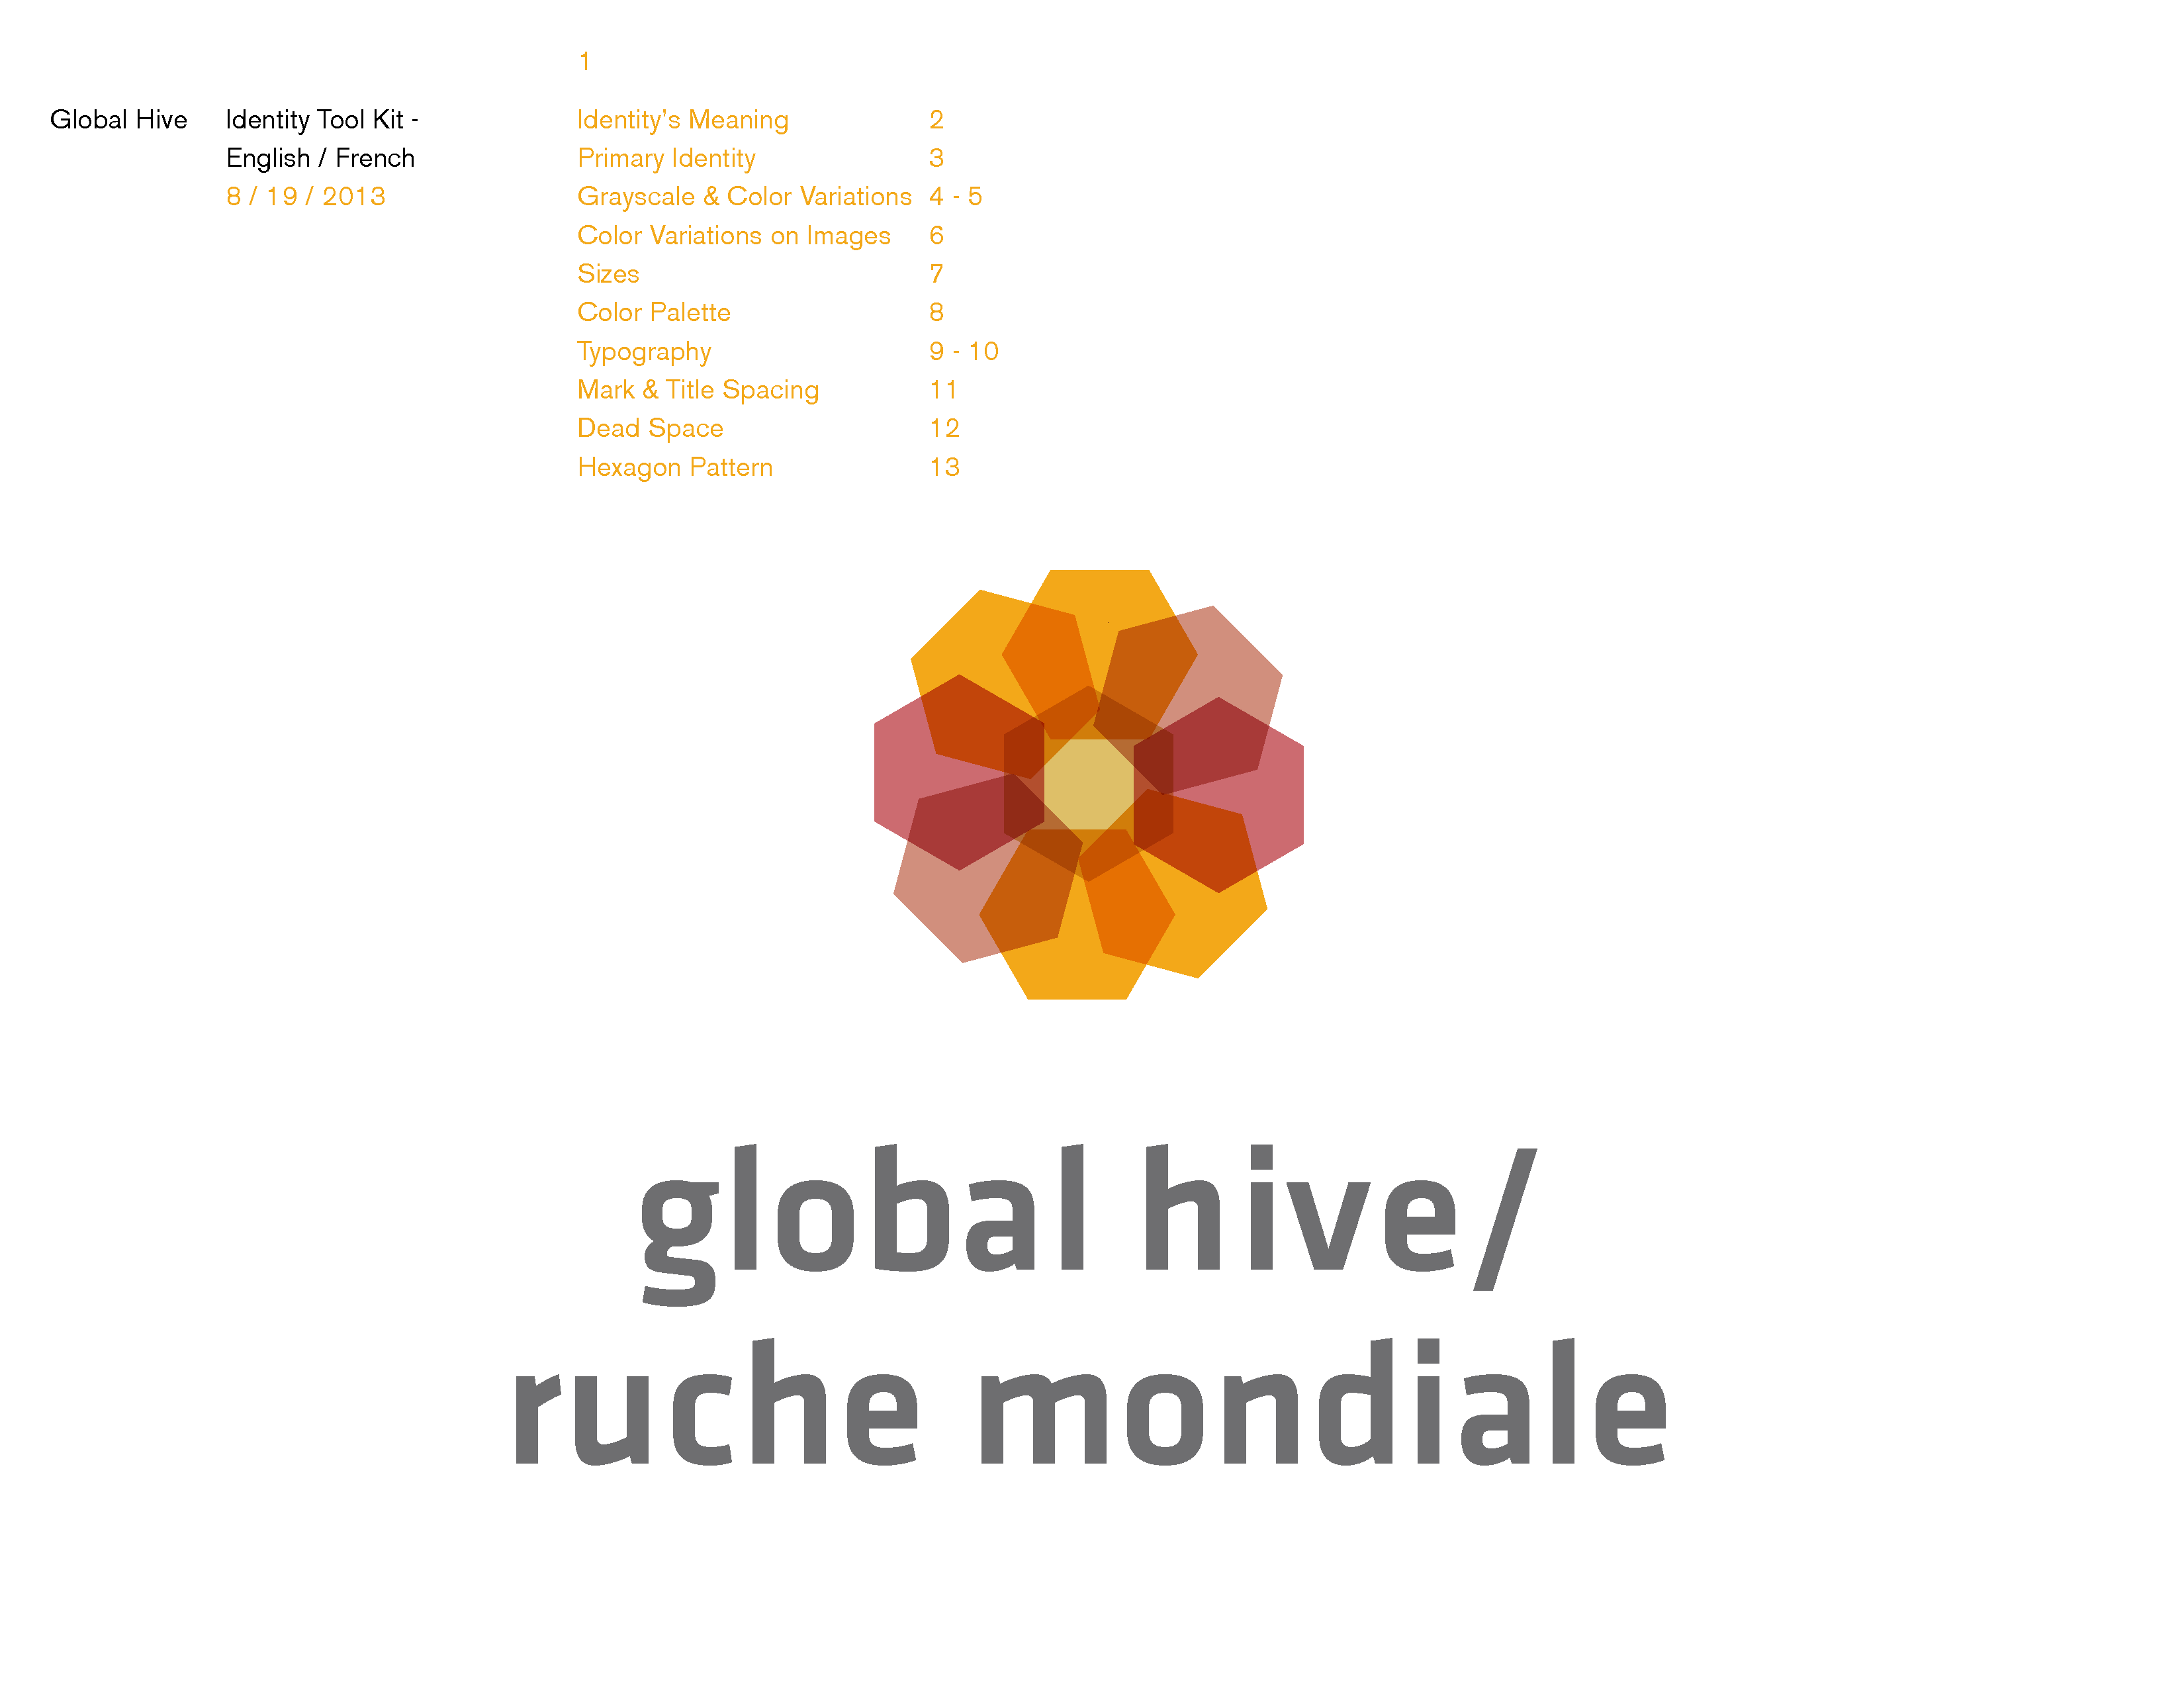 1
Global Hive
Identity Tool Kit -
English / French
8 / 19 / 2013
Identity's Meaning 2
Primary Identity 3
Grayscale & Color Variations 4 - 5
Color Variations on Images 6
Sizes 7
Color Palette 8
Typography 9 - 10
Mark & Title Spacing 11
Dead Space 12
Hexagon Pattern 13
global hive/
ruche mondiale